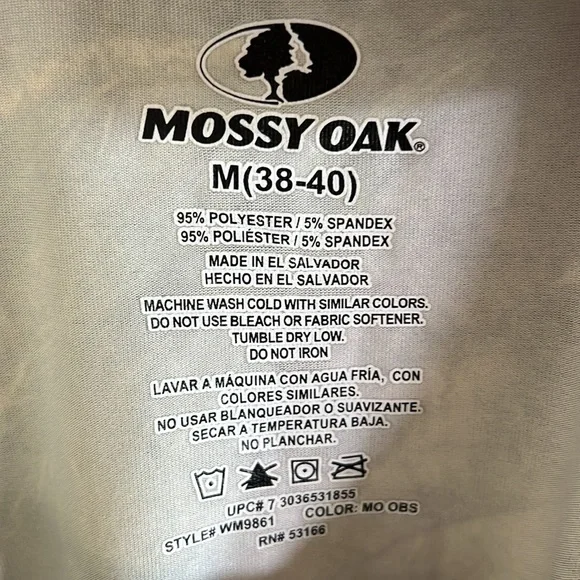 MOSSY OAK®
M(38-40)
95% POLYESTER / 5% SPANDEX
95% POLIÉSTER / 5% SPANDEX
MADE IN EL SALVADOR
HECHO EN EL SALVADOR
MACHINE WASH COLD WITH SIMILAR COLORS.
DO NOT USE BLEACH OR FABRIC SOFTENER.
TUMBLE DRY LOW.
DO NOT IRON
LAVAR A MÁQUINA CON AGUA FRÍA, CON
COLORES SIMILARES.
NO USAR BLANQUEADOR O SUAVIZANTE.
SECAR A TEMPERATURA BAJA.
NO PLANCHAR.
UPC# 7 3036531855
STYLE# WM9861 COLOR: MO OBS
RN# 53166